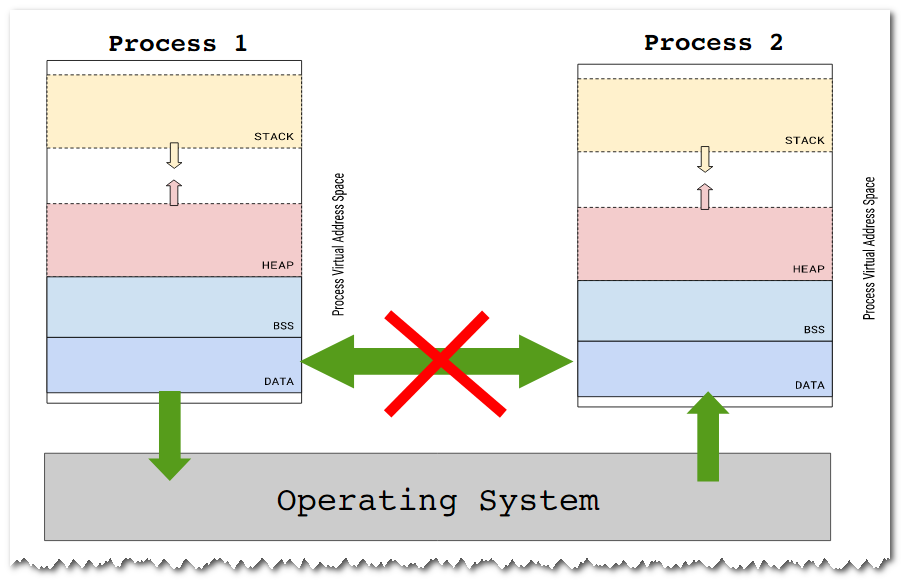 Process 1
STACK
HEAP
BSS
DATA
Process Virtual Address Space
Process 2
STACK
HEAP
BSS
DATA
Process Virtual Address Space
Operating System